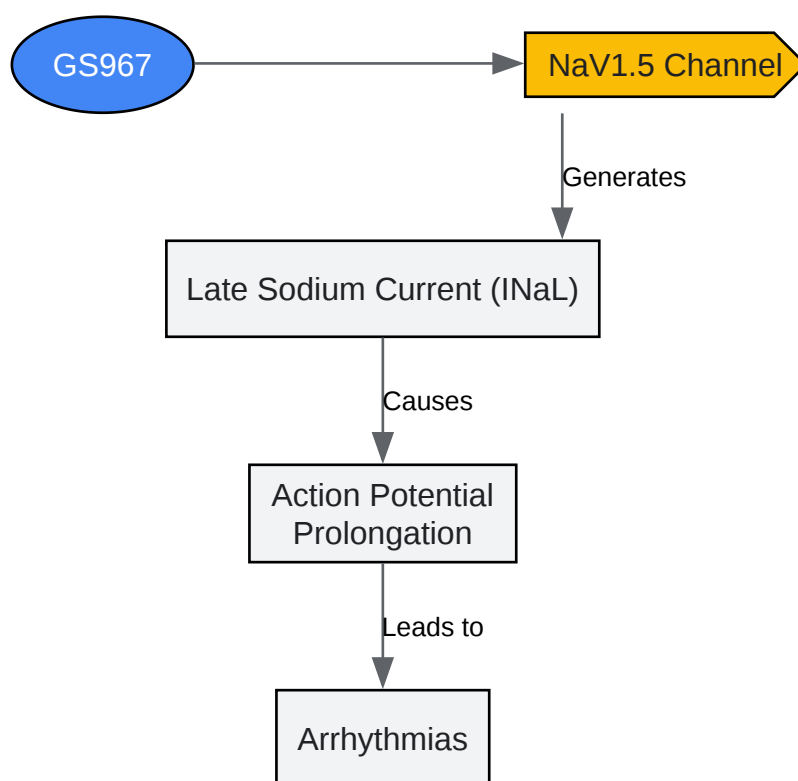 GS967
NaV1.5 Channel
Generates
Late Sodium Current (INaL)
Causes
Action Potential
Prolongation
Leads to
Arrhythmias